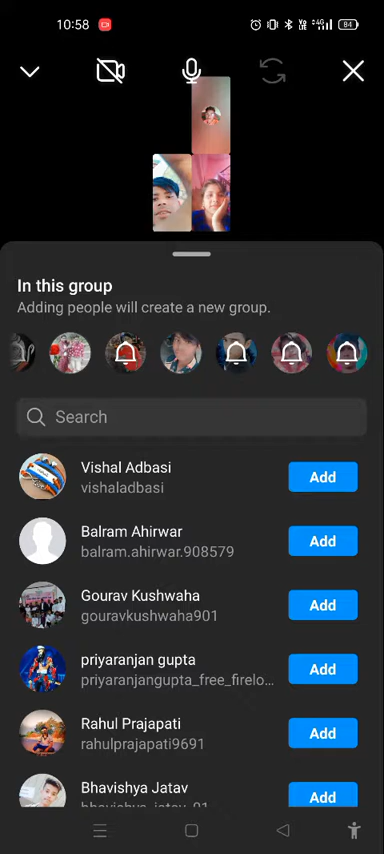 10:58
84
In this group
Adding people will create a new group.
Search
Vishal Adbasi
vishaladbasi
Add
Balram Ahirwar
balram.ahirwar.908579
Add
Gourav Kushwaha
gouravkushwaha901
Add
priyaranjan gupta
priyaranjangupta_free_firelo...
Add
Rahul Prajapati
rahulprajapati9691
Add
Bhavishya Jatav
bhavishya_jatav_01
Add